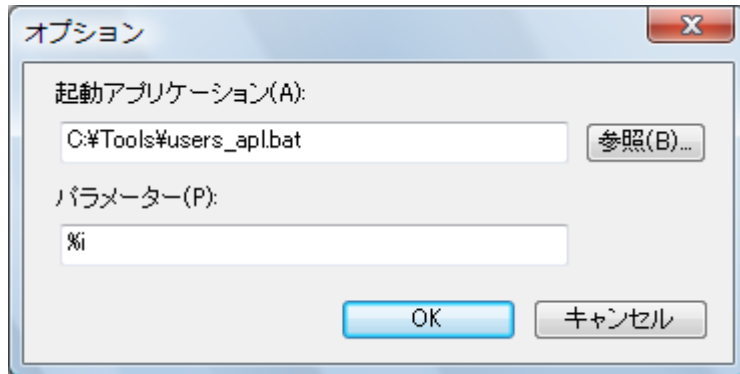 オプション
起動アプリケーション(A):
C:¥Tools¥users_apl.bat
参照(B)...
パラメーター(P):
%i
OK
キャンセル